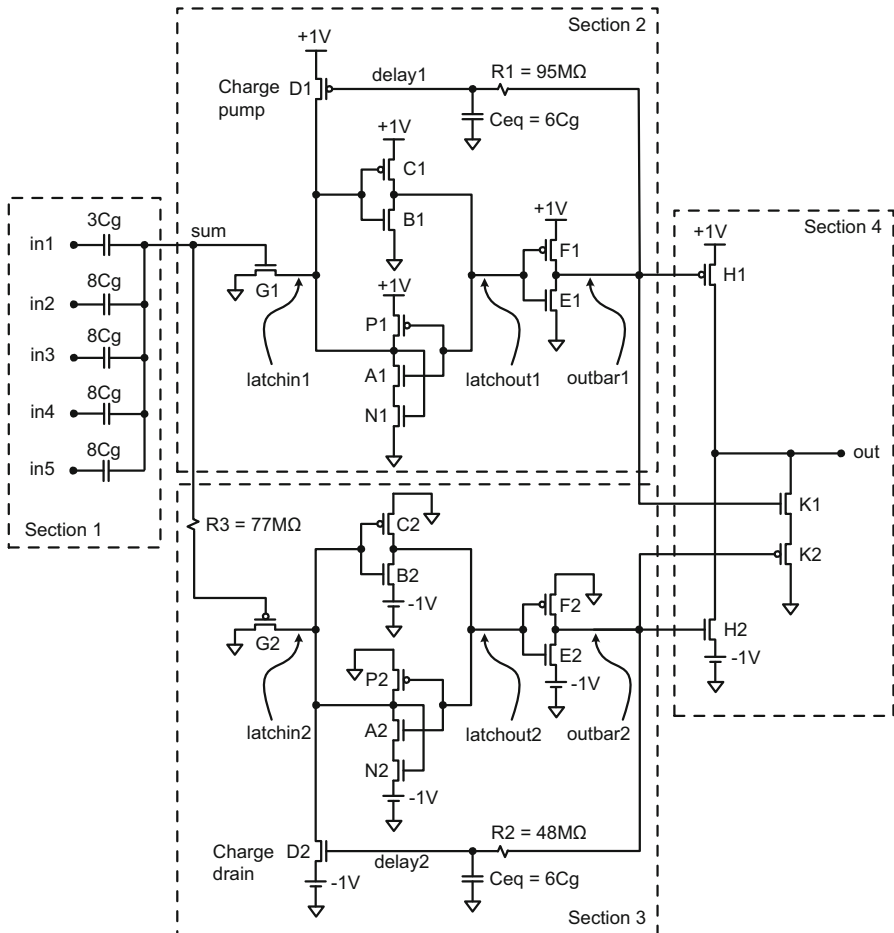 Section 2
+1V
Charge
pump
D1
delay1
R1 = 95MΩ
Ceq = 6Cg
+1V
C1
B1
+1V
F1
E1
Section 1
3Cg
in1
8Cg
in2
8Cg
in3
8Cg
in4
8Cg
in5
sum
G1
+1V
P1
A1
N1
latchin1
latchout1
outbar1
Section 4
+1V
H1
out
K1
K2
H2
-1V
R3 = 77MΩ
C2
B2
-1V
G2
F2
E2
-1V
P2
A2
N2
-1V
latchin2
latchout2
outbar2
Charge
drain
D2
-1V
delay2
R2 = 48MΩ
Ceq = 6Cg
Section 3